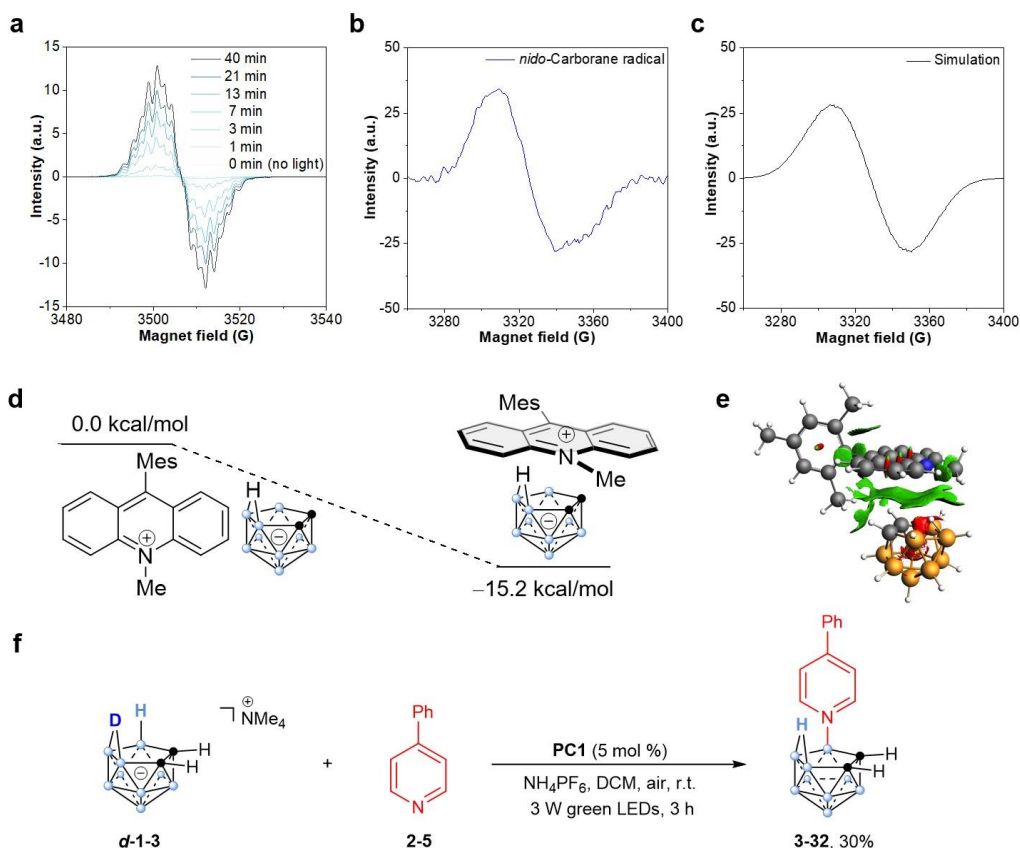 a
15
10
5
0
-5
-10
-15
Intensity (a.u.)
3480
3500
3520
3540
Magnet field (G)
40 min
21 min
13 min
7 min
3 min
1 min
0 min (no light)
b
50
25
0
-25
-50
Intensity (a.u.)
3280
3320
3360
3400
Magnet field (G)
nido-Carborane radical
c
50
25
0
-25
-50
Intensity (a.u.)
3280
3320
3360
3400
Magnet field (G)
Simulation
d
0.0 kcal/mol
Mes
⊕
N
Me
H
⊖
Mes
⊕
N
Me
H
⊖
−15.2 kcal/mol
e
f
D
H
H
H
⊖
⊕
NMe4
d-1-3
+
Ph
N
2-5
PC1 (5 mol %)
NH4PF6, DCM, air, r.t.
3 W green LEDs, 3 h
Ph
N
H
H
H
3-32, 30%